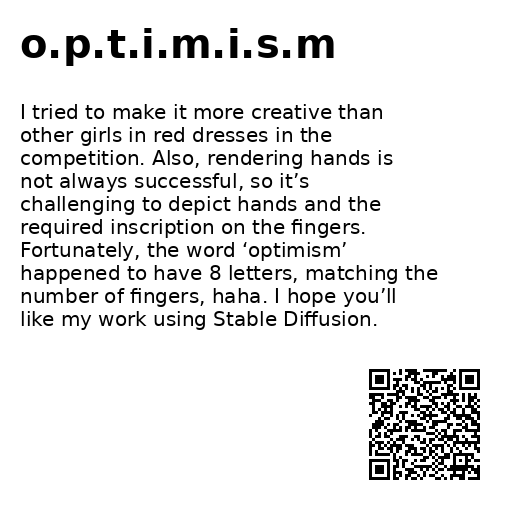 o.p.t.i.m.i.s.m
I tried to make it more creative than
other girls in red dresses in the
competition. Also, rendering hands is
not always successful, so it’s
challenging to depict hands and the
required inscription on the fingers.
Fortunately, the word ‘optimism’
happened to have 8 letters, matching the
number of fingers, haha. I hope you’ll
like my work using Stable Diffusion.